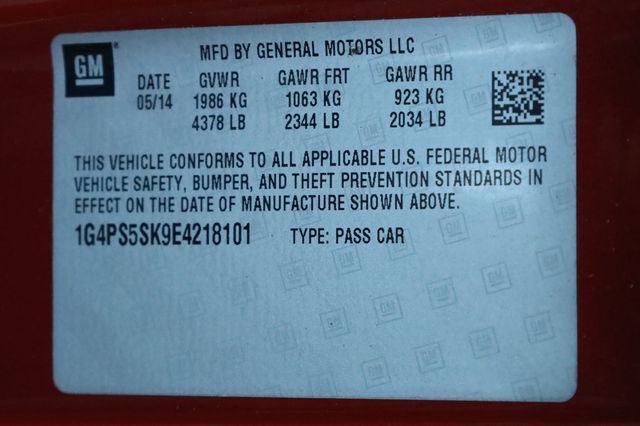 GM
MFD BY GENERAL MOTORS LLC
DATE GVWR GAWR FRT GAWR RR
05/14 1986 KG 1063 KG 923 KG
4378 LB 2344 LB 2034 LB
THIS VEHICLE CONFORMS TO ALL APPLICABLE U.S. FEDERAL MOTOR
VEHICLE SAFETY, BUMPER, AND THEFT PREVENTION STANDARDS IN
EFFECT ON THE DATE OF MANUFACTURE SHOWN ABOVE.
1G4PS5SK9E4218101 TYPE: PASS CAR